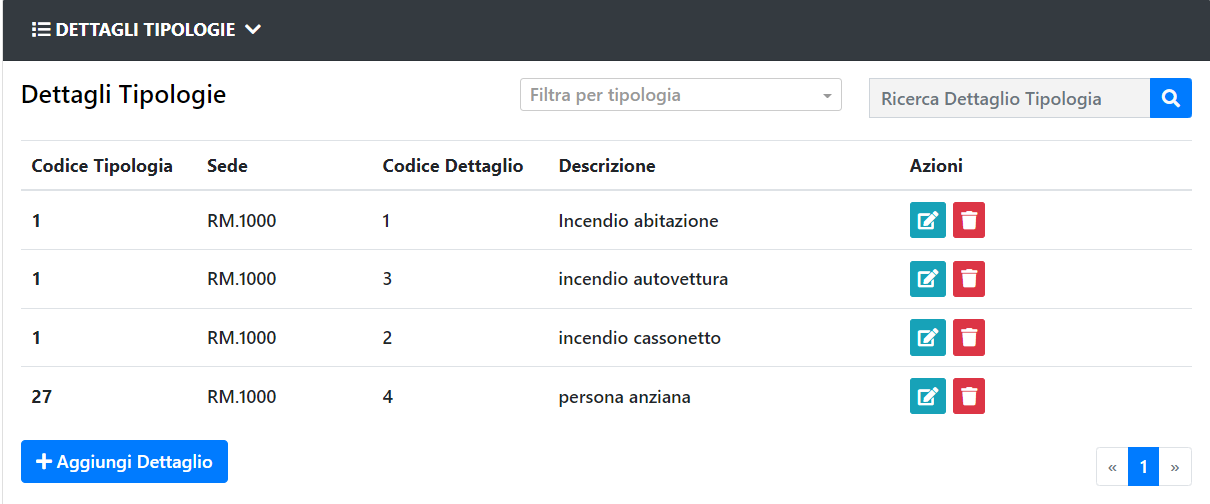 DETTAGLI TIPOLOGIE
Dettagli Tipologie
Filtra per tipologia
Ricerca Dettaglio Tipologia
Codice Tipologia Sede Codice Dettaglio Descrizione Azioni
1 RM.1000 1 Incendio abitazione
1 RM.1000 3 incendio autovettura
1 RM.1000 2 incendio cassonetto
27 RM.1000 4 persona anziana
+ Aggiungi Dettaglio
« 1 »